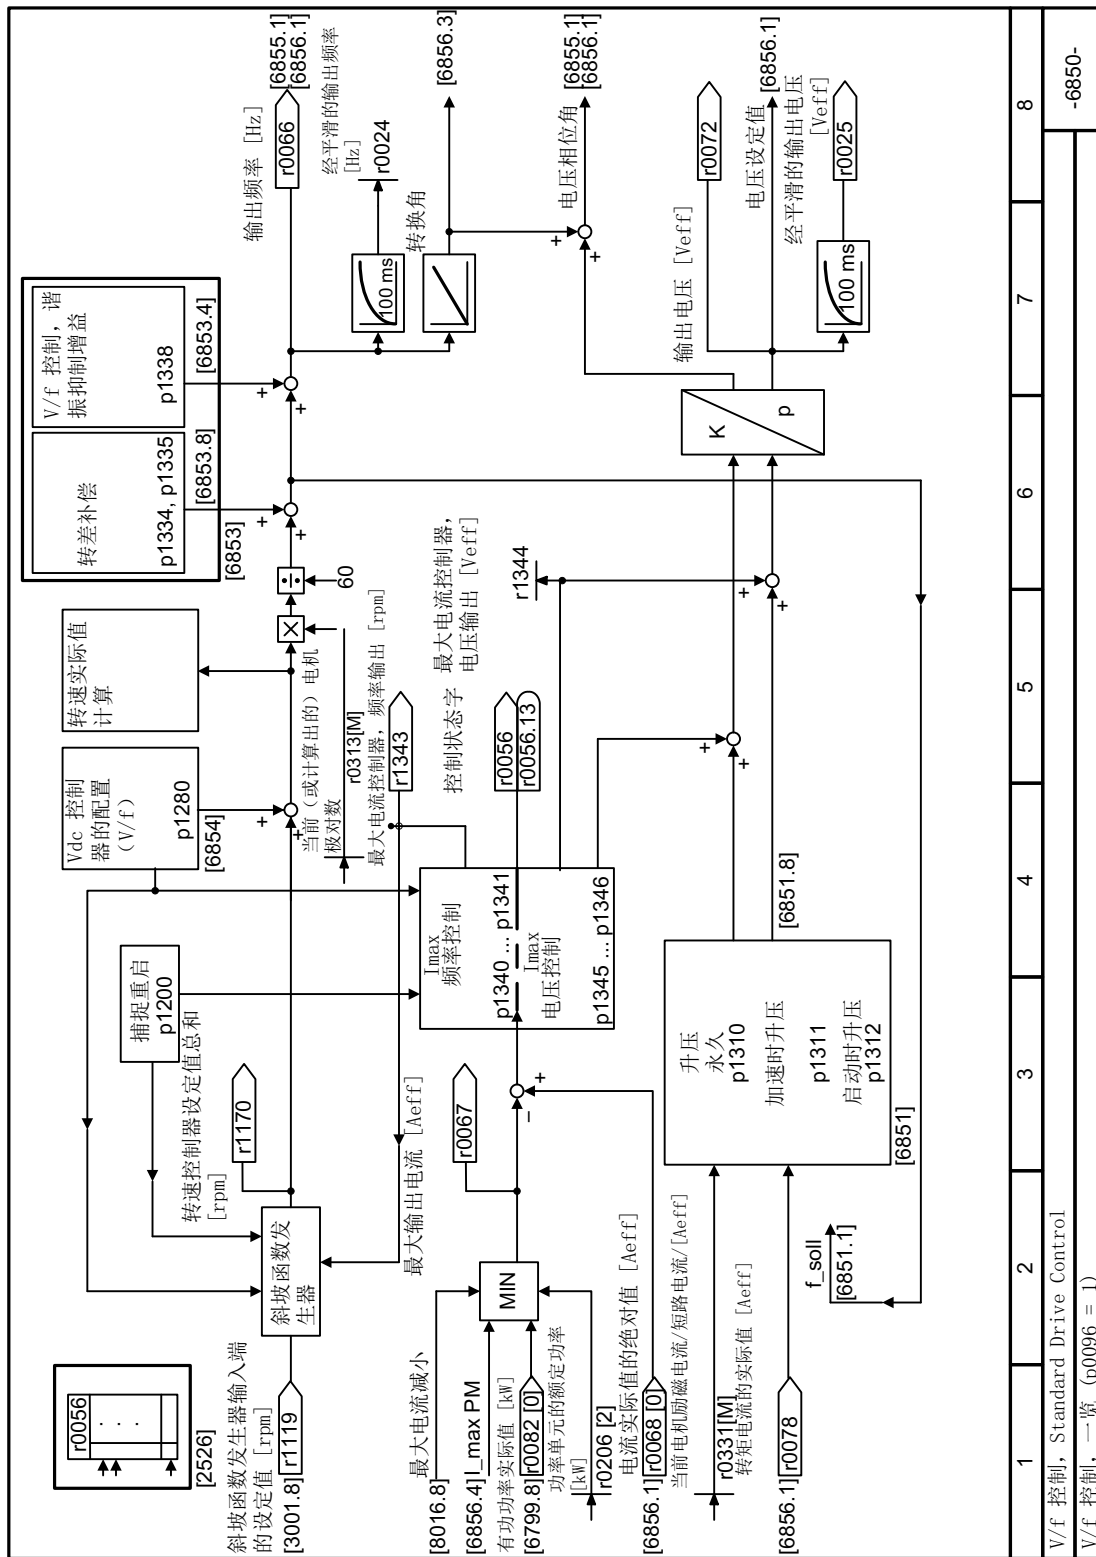 r0056
. . .
[2526]
斜坡函数发生器输入端
的设定值 [rpm]
[3001.8] r1119
斜坡函数发
生器
转速控制器设定值总和
[rpm]
r1170
捕捉重启
p1200
Vdc 控制
器的配置
(V/f)
p1280
[6854]
转速实际值
计算
转差补偿
p1334, p1335
[6853.8]
[6853]
V/f 控制, 谐
振抑制增益
p1338
[6853.4]
+
+
+
+
+
+
60
输出频率 [Hz]
r0066
[6855.1]
[6856.1]
经平滑的输出频率
[Hz]
r0024
100 ms
转换角
[6856.3]
当前 (或计算出的) 电机
极对数
r0313[M]
最大电流控制器, 频率输出 [rpm]
r1343
最大输出电流 [Aeff]
r0067
Imax
频率控制
p1340 ... p1341
Imax
电压控制
p1345 ... p1346
控制状态字
r0056
r0056.13
最大电流控制器,
电压输出 [Veff]
r1344
最大电流减小
[8016.8]
[6856.4] I_max PM
有功功率实际值 [kW]
[6799.8] r0082 [0]
功率单元的额定功率
[kW]
r0206 [2]
MIN
−
+
电流实际值的绝对值 [Aeff]
[6856.1] r0068 [0]
当前电机励磁电流/短路电流/[Aeff]
r0331[M]
转矩电流的实际值 [Aeff]
[6856.1] r0078
升压
永久
p1310
加速时升压
p1311
启动时升压
p1312
[6851]
[6851.8]
f_soll
[6851.1]
+
+
+
+
K
p
+
+
电压相位角
[6855.1]
[6856.1]
输出电压 [Veff]
r0072
电压设定值
[6856.1]
经平滑的输出电压
[Veff]
r0025
100 ms
1
2
3
4
5
6
7
8
V/f 控制, Standard Drive Control
V/f 控制, 一览 (p0096 = 1)
-6850-